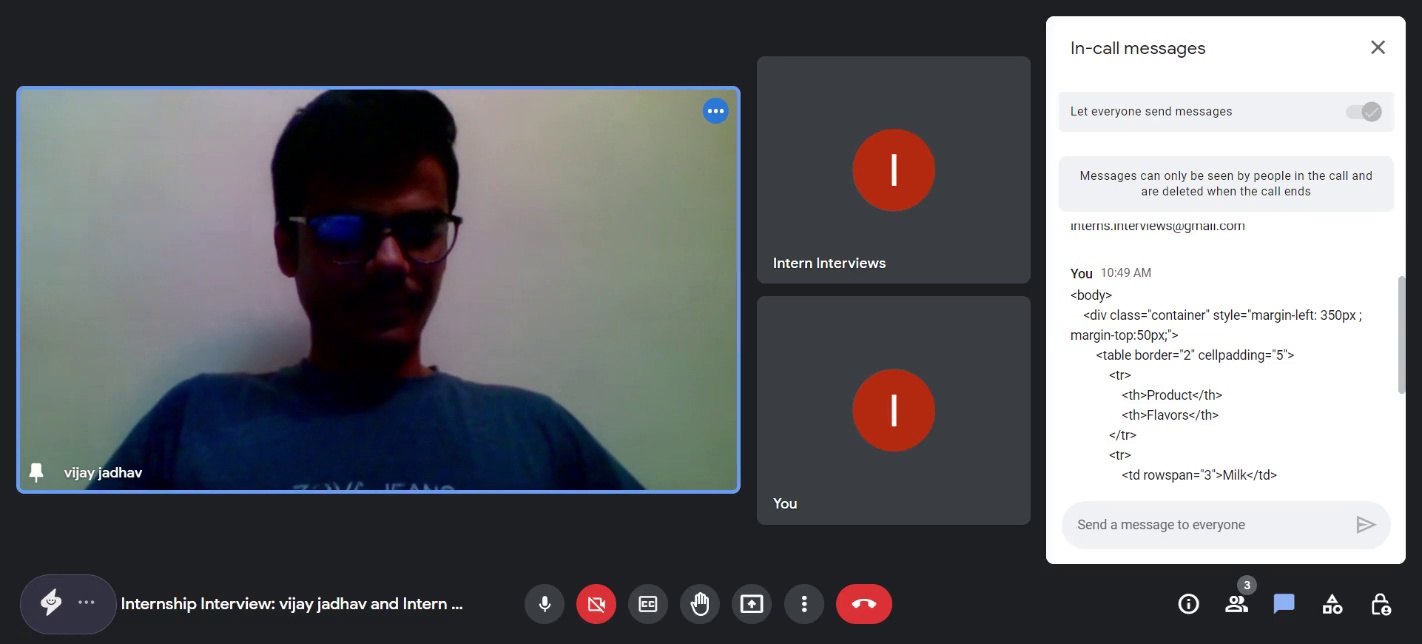 In-call messages
Let everyone send messages
Messages can only be seen by people in the call and
are deleted when the call ends
interns.interviews@gmail.com
You 10:49 AM
<body>
<div class="container" style="margin-left: 350px ;
margin-top:50px;">
<table border="2" cellpadding="5">
<tr>
<th>Product</th>
<th>Flavors</th>
</tr>
<tr>
<td rowspan="3">Milk</td>
Send a message to everyone
I
Intern Interviews
I
You
vijay jadhav
Internship Interview: vijay jadhav and Intern ...
CC
3